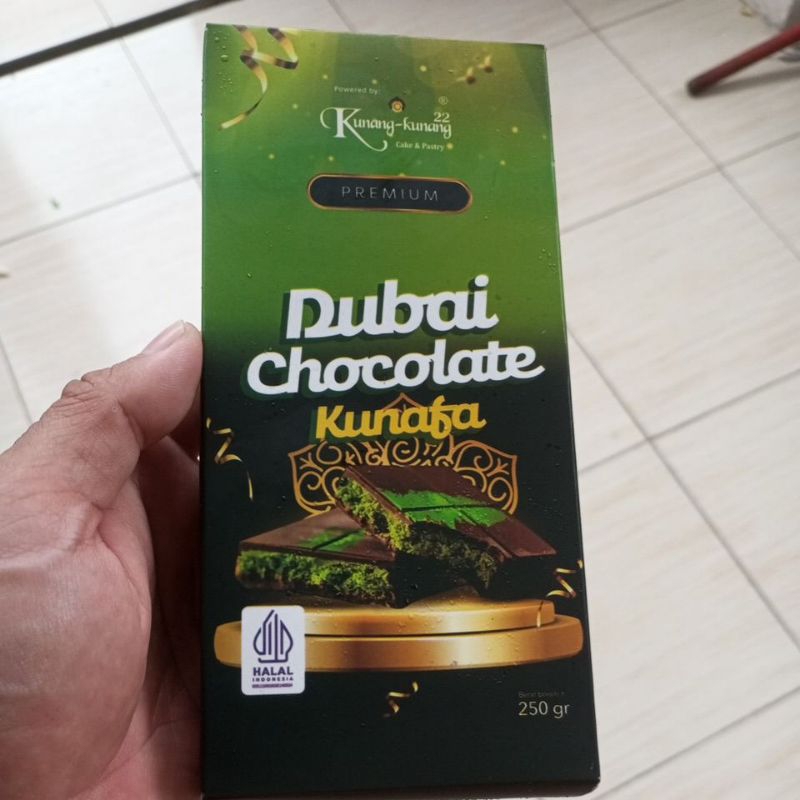 Powered by:
22
Kunang-kunang®
Cake & Pastry
PREMIUM
Dubai
Chocolate
Kunafa
HALAL
INDONESIA
250 gr